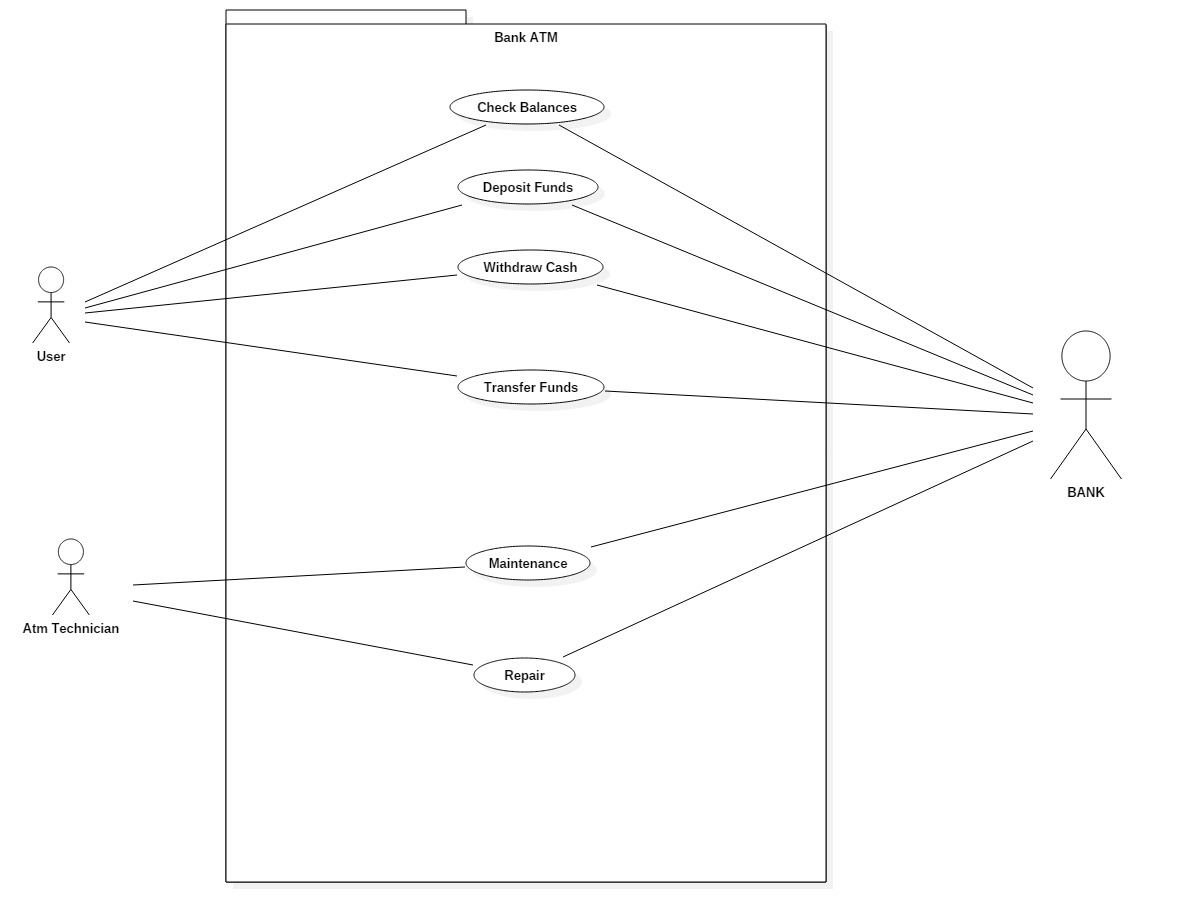 Bank ATM
Check Balances
Deposit Funds
Withdraw Cash
User
Transfer Funds
BANK
Maintenance
Atm Technician
Repair